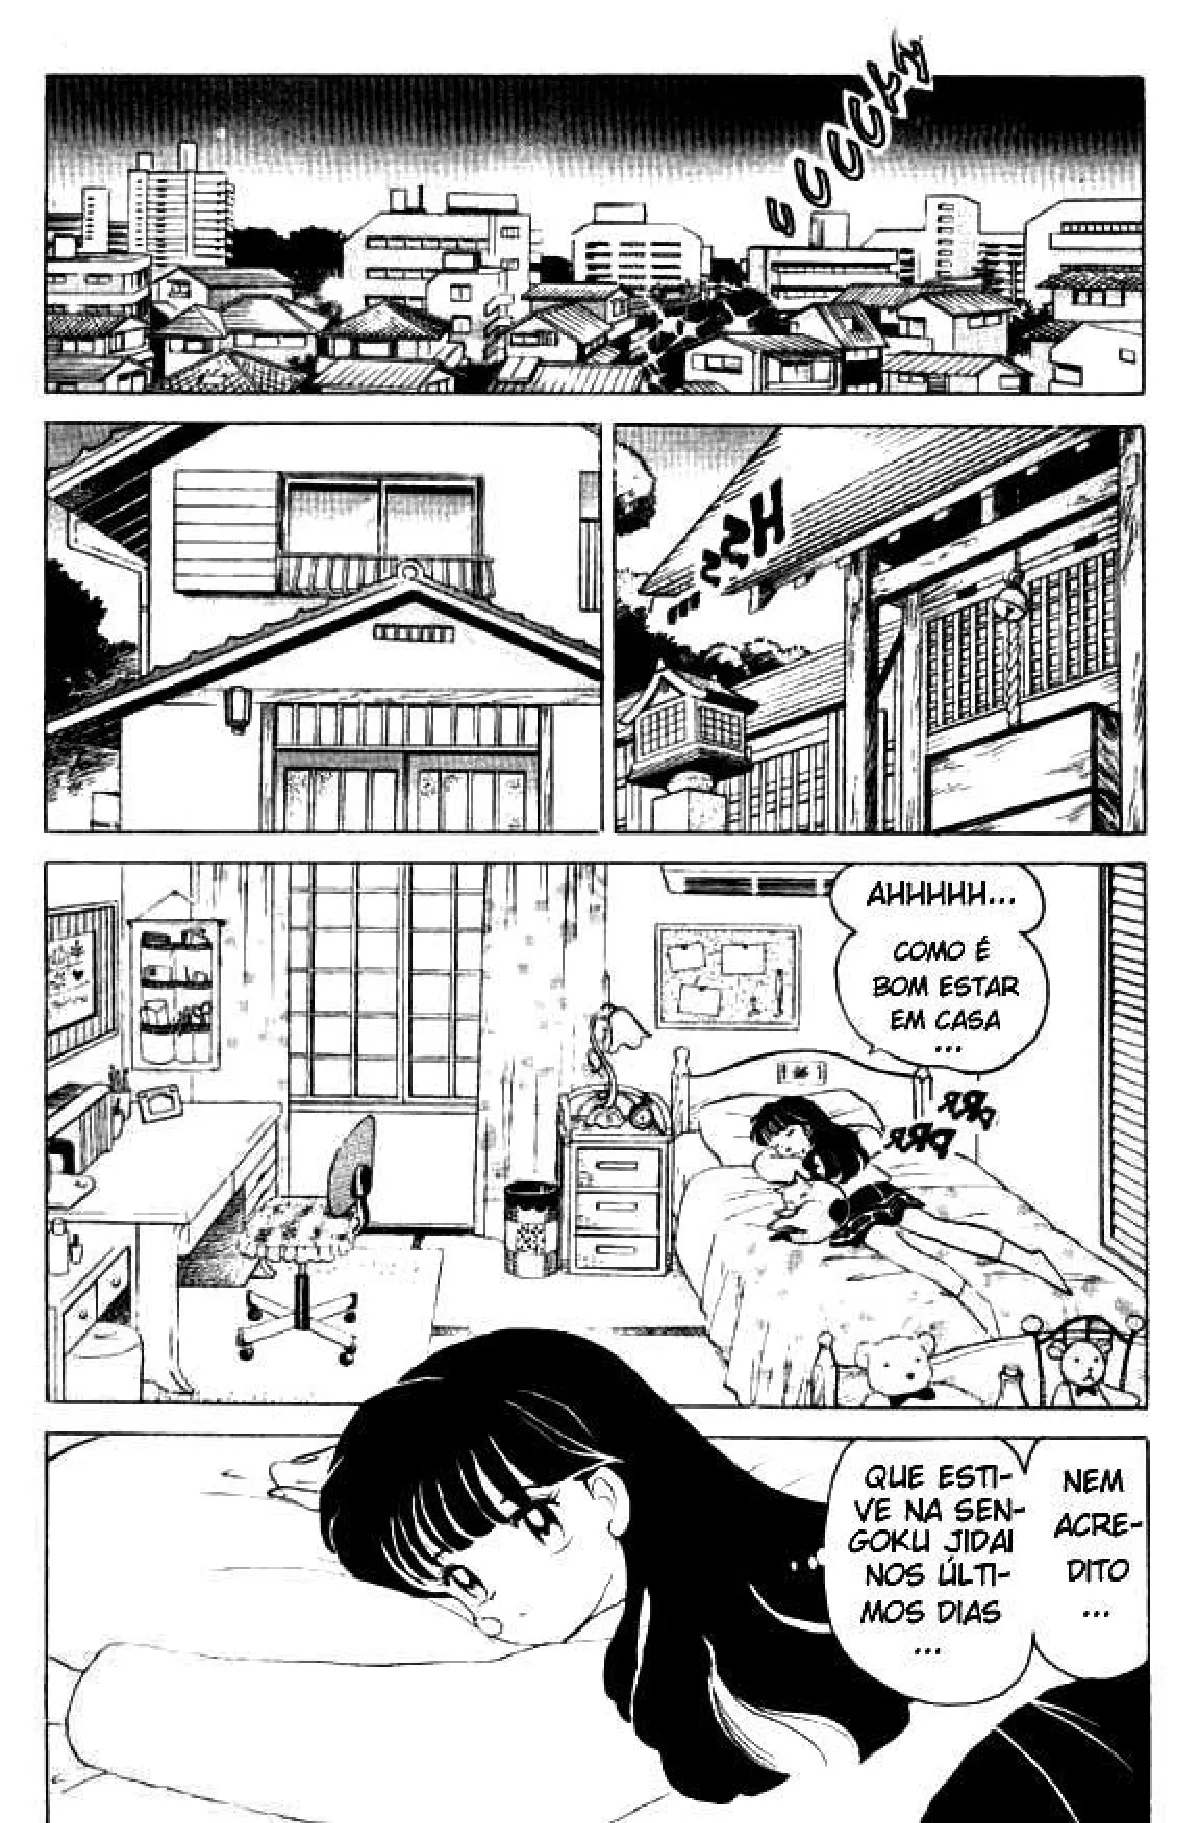 AHHHHH...
COMO É
BOM ESTAR
EM CASA
...
NEM
ACRE-
DITO
...
QUE ESTI-
VE NA SEN-
GOKU JIDAI
NOS ÚLTI-
MOS DIAS
...